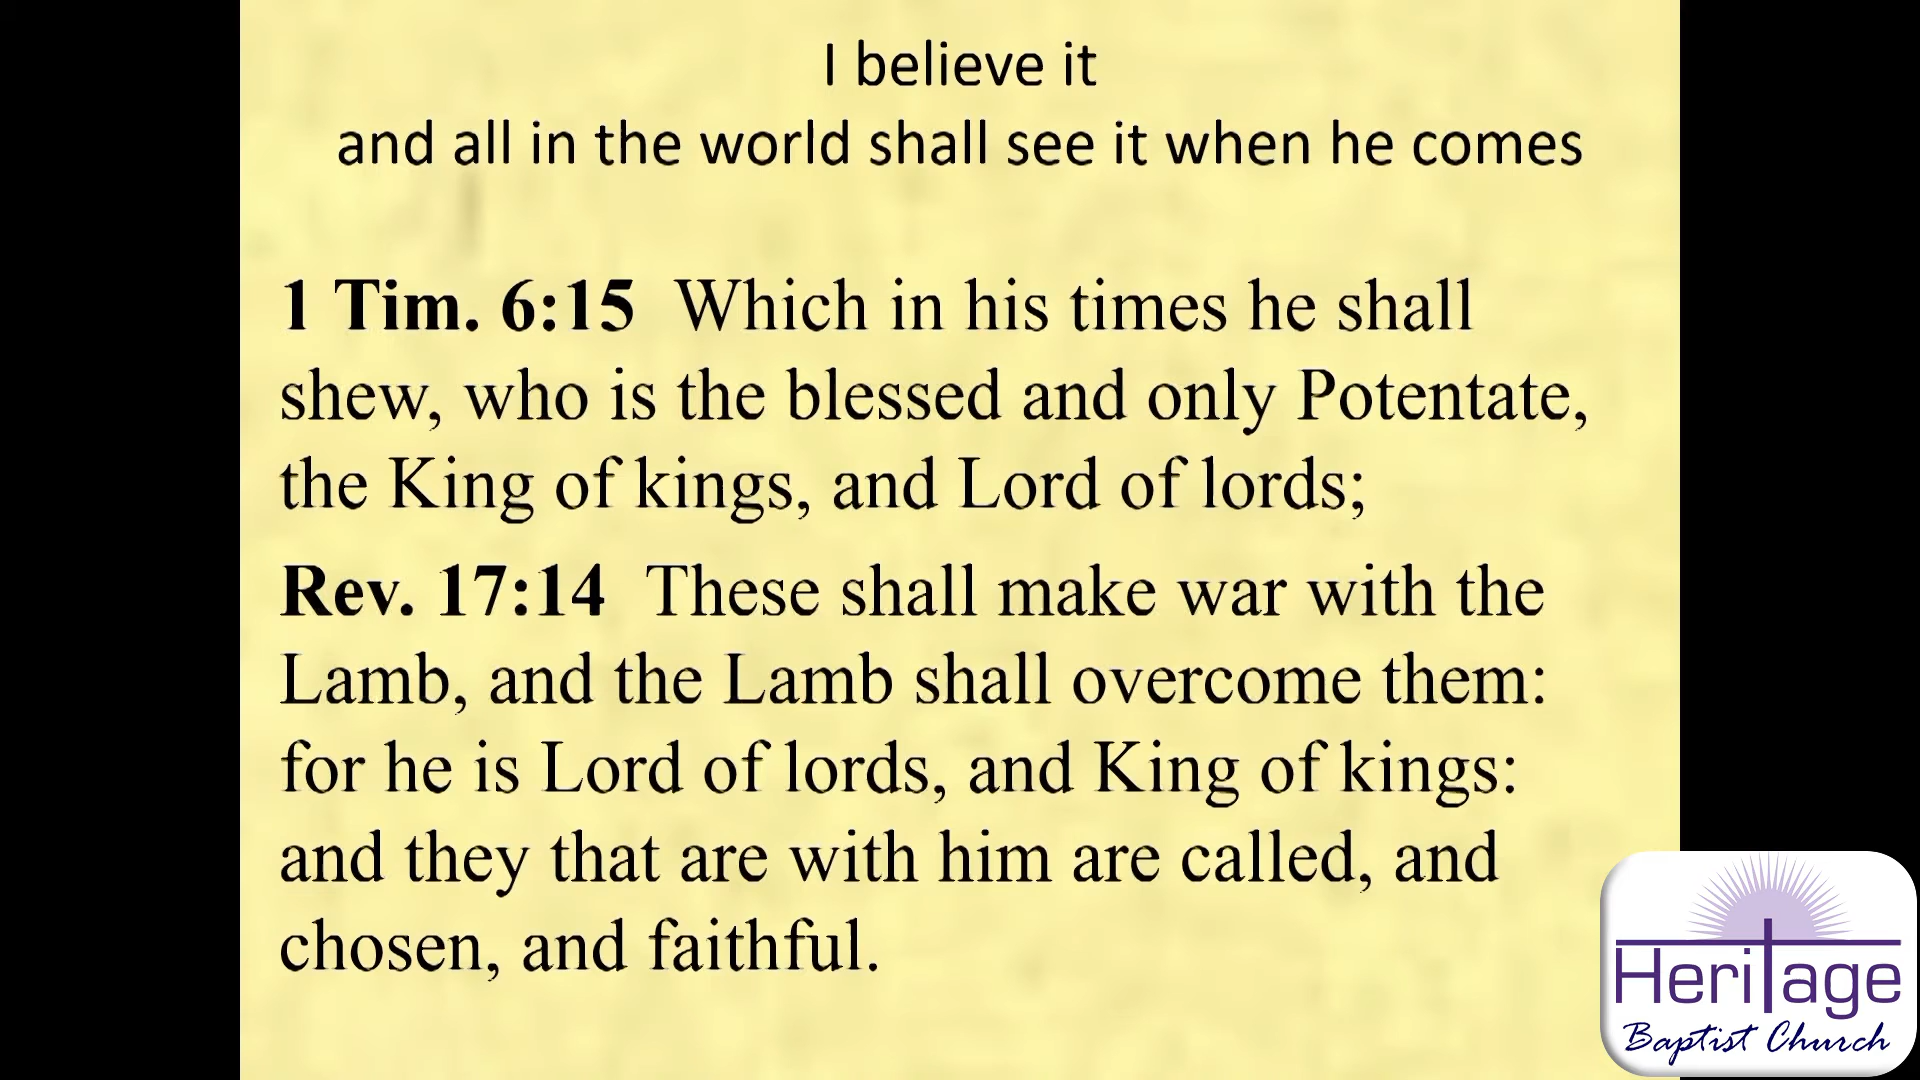 I believe it
and all in the world shall see it when he comes
1 Tim. 6:15 Which in his times he shall
shew, who is the blessed and only Potentate,
the King of kings, and Lord of lords;
Rev. 17:14 These shall make war with the
Lamb, and the Lamb shall overcome them:
for he is Lord of lords, and King of kings:
and they that are with him are called, and
chosen, and faithful.
Heritage
Baptist Church